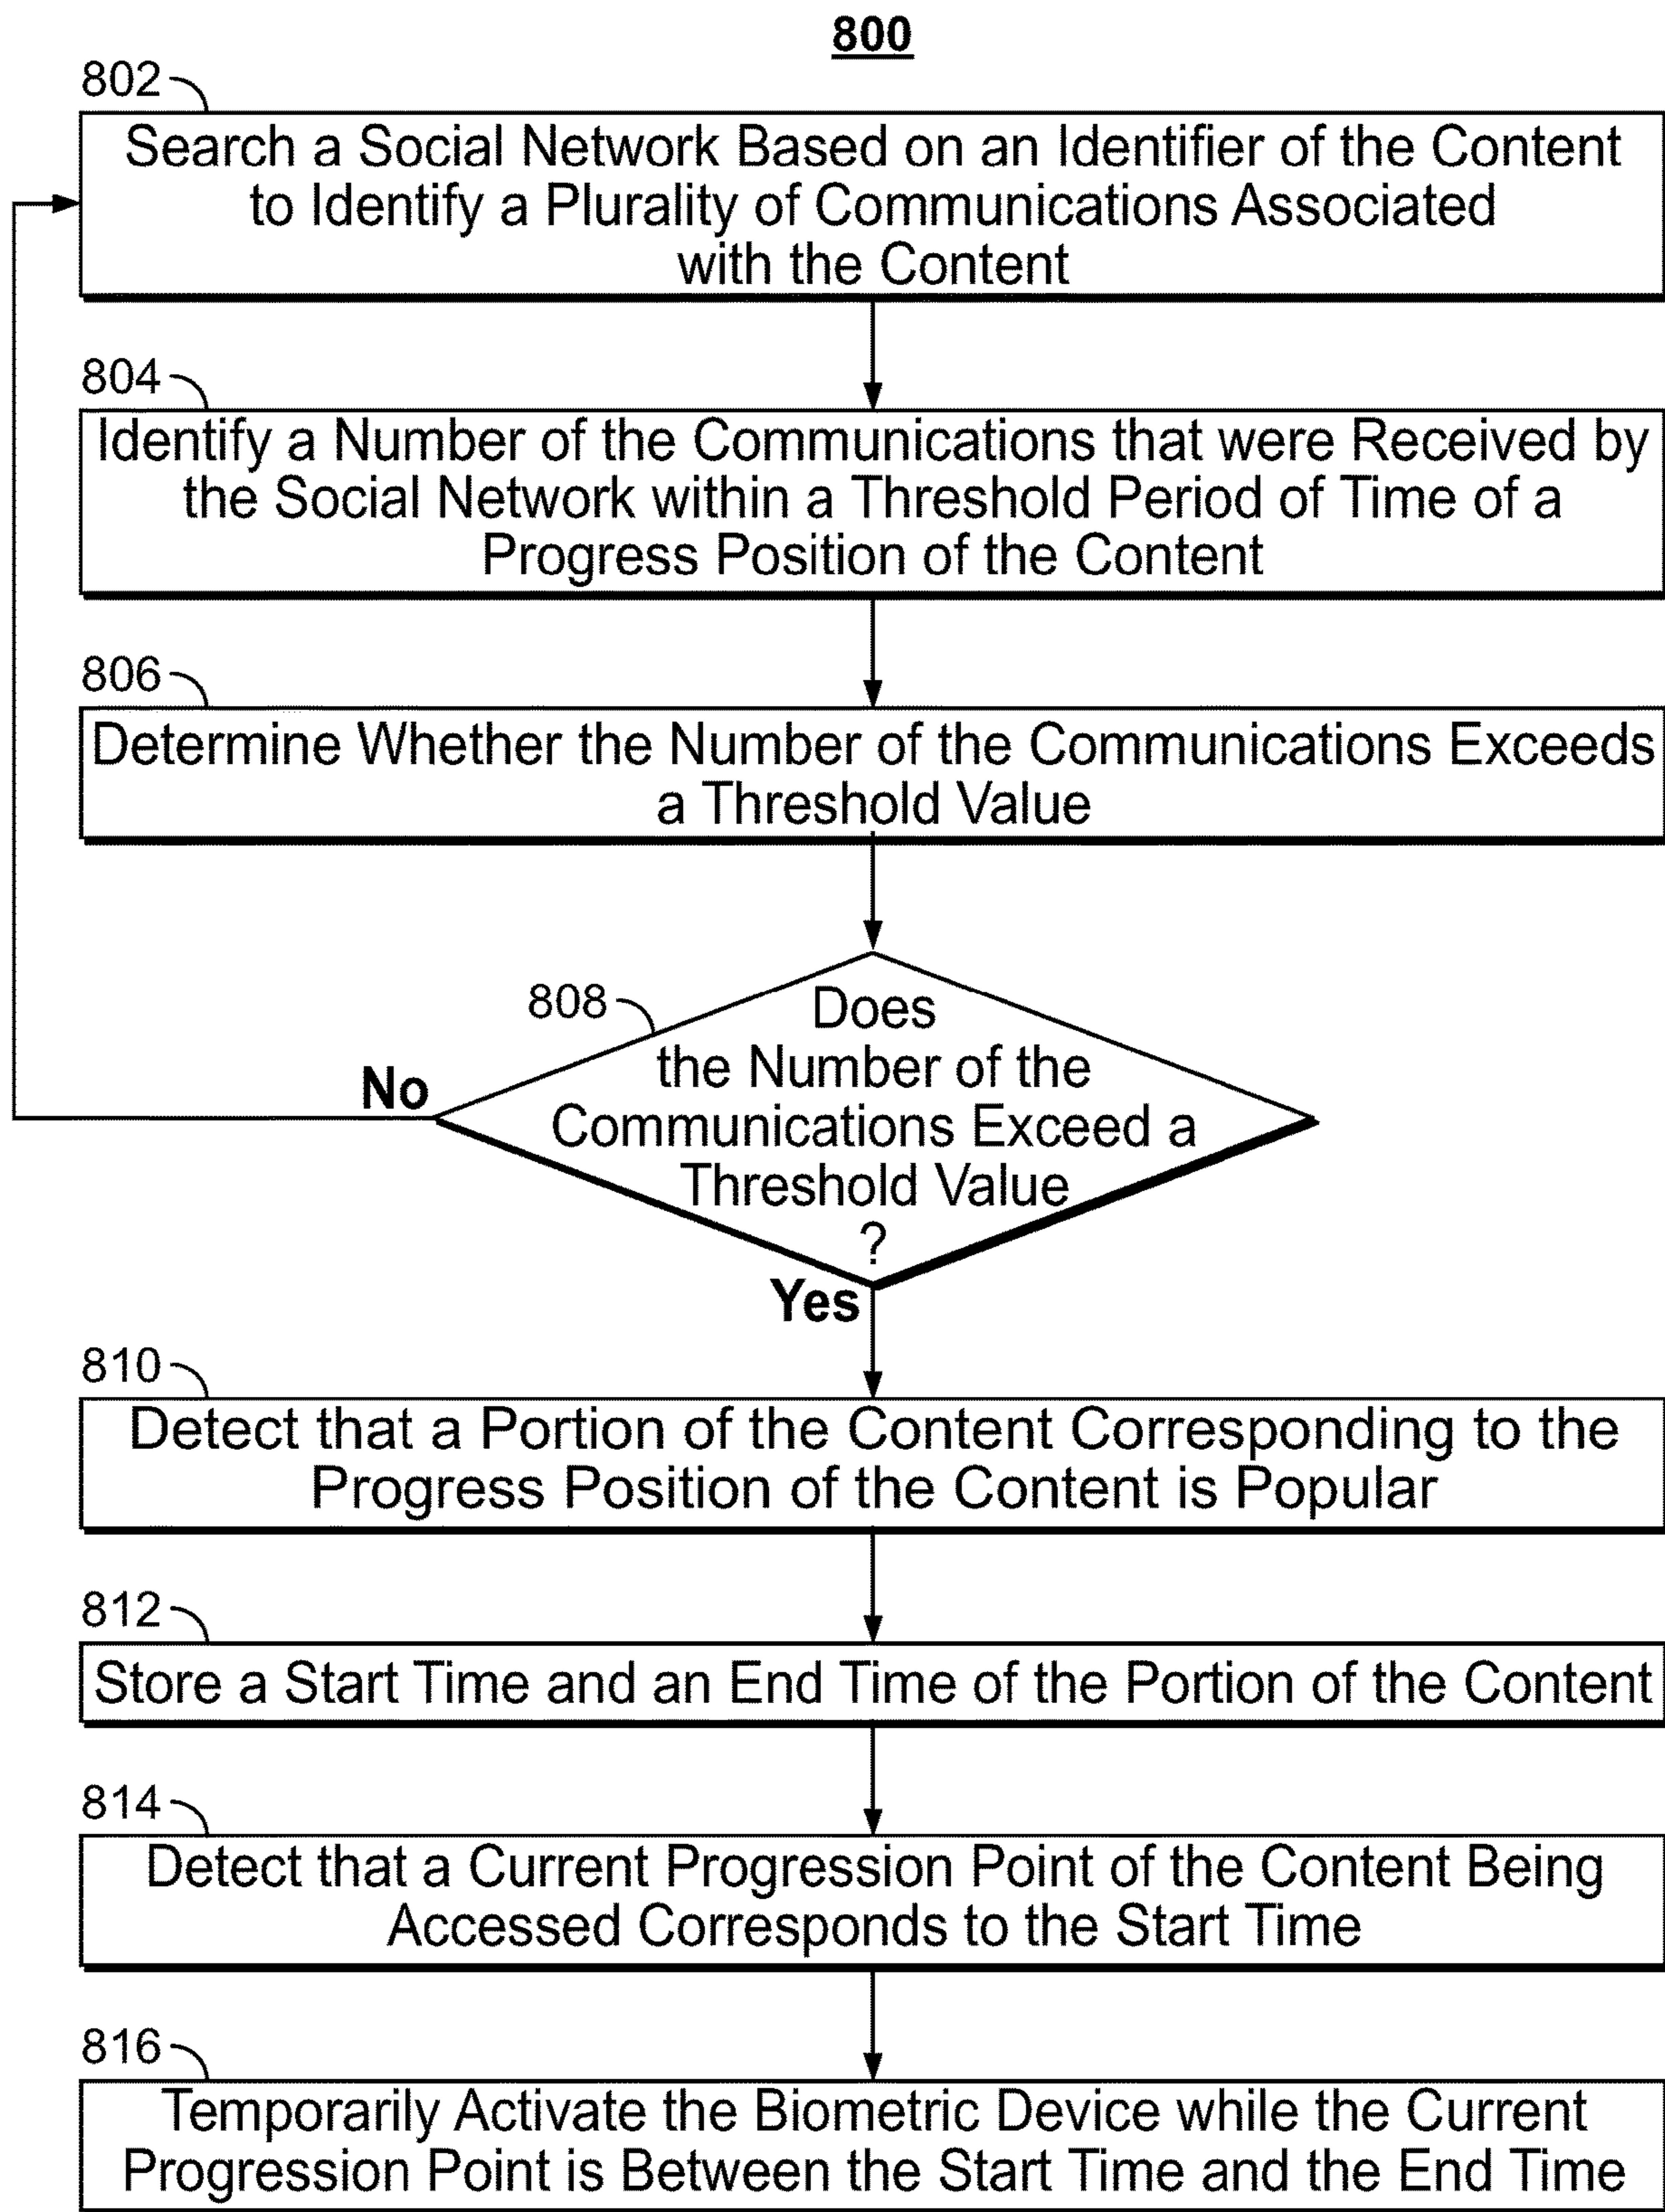 800
802
Search a Social Network Based on an Identifier of the Content
to Identify a Plurality of Communications Associated
with the Content
804
Identify a Number of the Communications that were Received by
the Social Network within a Threshold Period of Time of a
Progress Position of the Content
806
Determine Whether the Number of the Communications Exceeds
a Threshold Value
808
Does
the Number of the
Communications Exceed a
Threshold Value
?
No
Yes
810
Detect that a Portion of the Content Corresponding to the
Progress Position of the Content is Popular
812
Store a Start Time and an End Time of the Portion of the Content
814
Detect that a Current Progression Point of the Content Being
Accessed Corresponds to the Start Time
816
Temporarily Activate the Biometric Device while the Current
Progression Point is Between the Start Time and the End Time